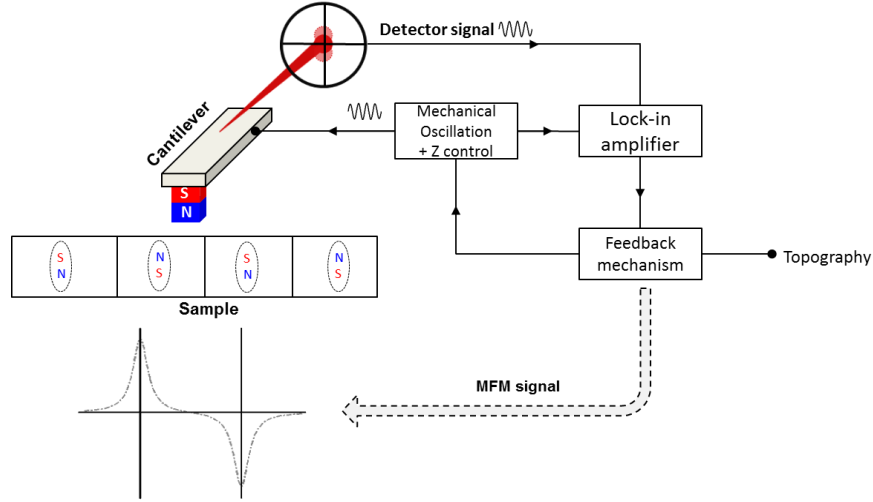 Detector signal
Cantilever
Mechanical
Oscillation
+ Z control
Lock-in
amplifier
S
N
Feedback
mechanism
Topography
S N S N
N S N S
Sample
MFM signal